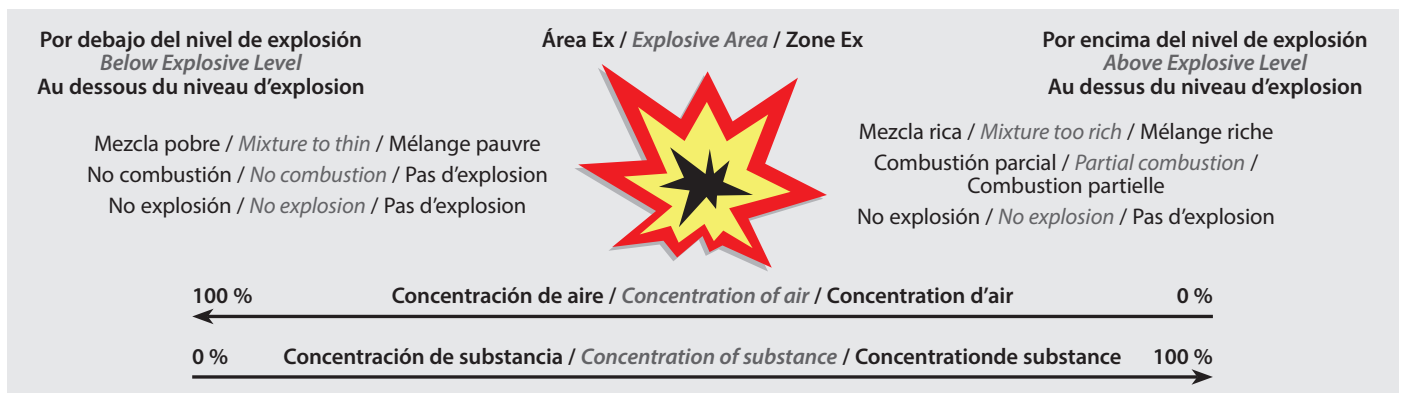 Por debajo del nivel de explosión
Below Explosive Level
Au dessous du niveau d’explosion
Mezcla pobre / Mixture to thin / Mélange pauvre
No combustión / No combustion / Pas d’explosion
No explosión / No explosion / Pas d’explosion
Área Ex / Explosive Area / Zone Ex
Por encima del nivel de explosión
Above Explosive Level
Au dessus du niveau d’explosion
Mezcla rica / Mixture too rich / Mélange riche
Combustión parcial / Partial combustion /
Combustion partielle
No explosión / No explosion / Pas d’explosion
100 % Concentración de aire / Concentration of air / Concentration d’air 0 %
0 % Concentración de substancia / Concentration of substance / Concentrationde substance 100 %